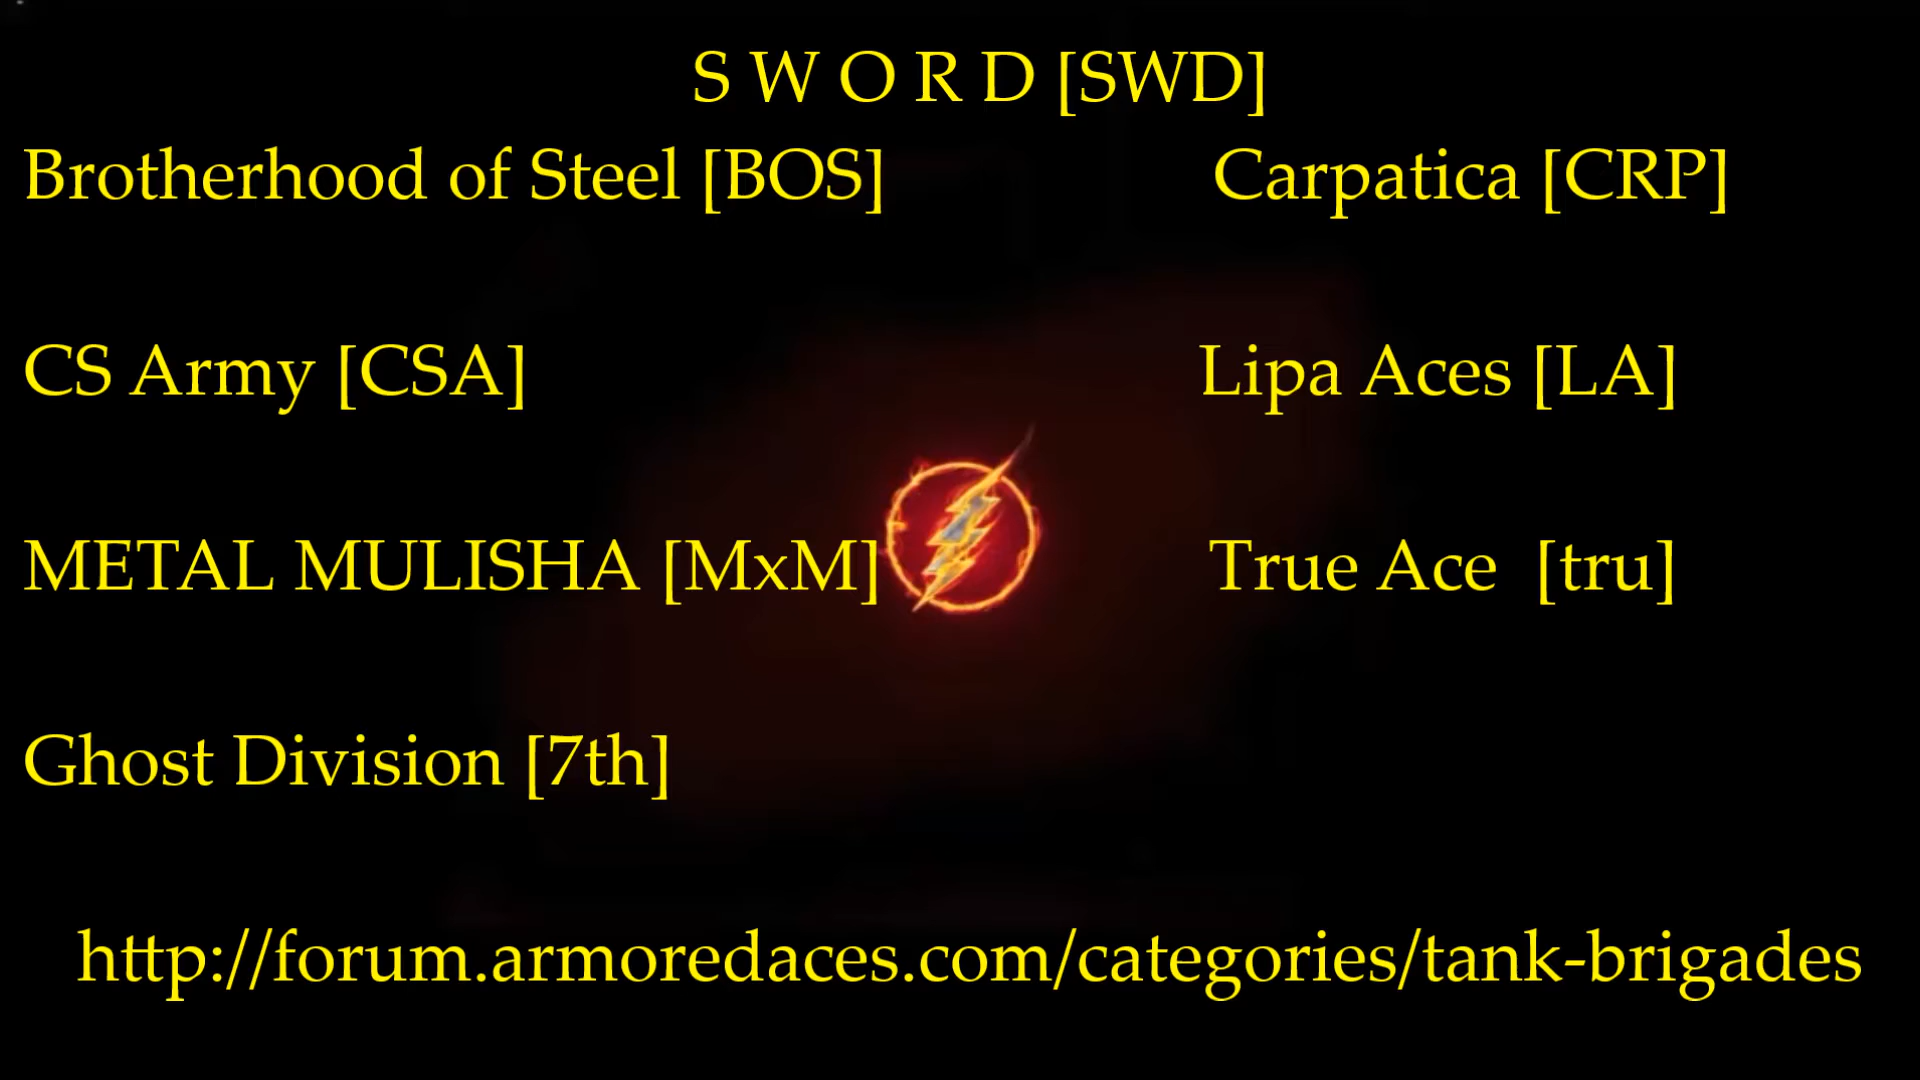 S W O R D [SWD]
Brotherhood of Steel [BOS] Carpatica [CRP]
CS Army [CSA] Lipa Aces [LA]
METAL MULISHA [MxM] True Ace [tru]
Ghost Division [7th]
http://forum.armoredaces.com/categories/tank-brigades